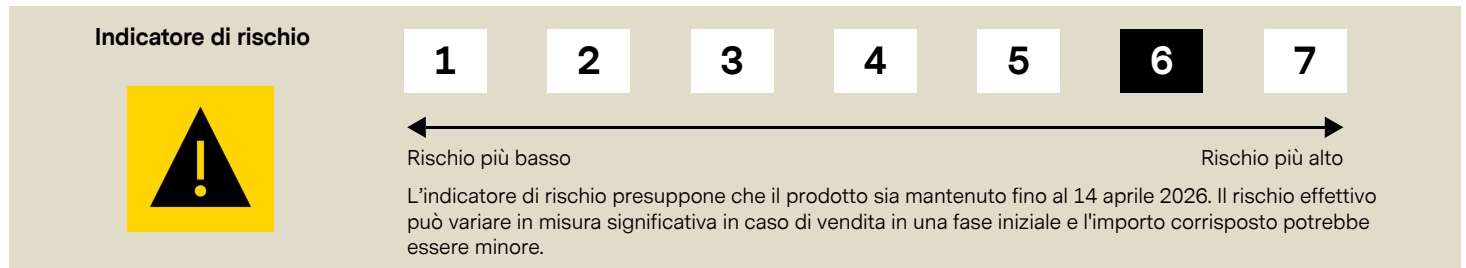 Indicatore di rischio
1 2 3 4 5 6 7
Rischio più basso Rischio più alto
L’indicatore di rischio presuppone che il prodotto sia mantenuto fino al 14 aprile 2026. Il rischio effettivo
può variare in misura significativa in caso di vendita in una fase iniziale e l'importo corrisposto potrebbe
essere minore.